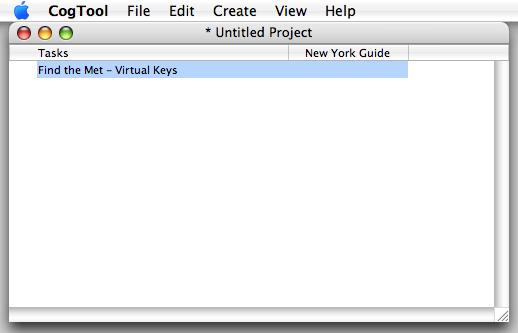 CogTool File Edit Create View Help
* Untitled Project
Tasks New York Guide
Find the Met - Virtual Keys